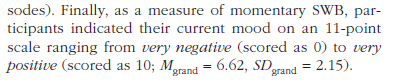 sodes). Finally, as a measure of momentary SWB, par-
ticipants indicated their current mood on an 11-point
scale ranging from very negative (scored as 0) to very
positive (scored as 10; Mgrand = 6.62, SDgrand = 2.15).